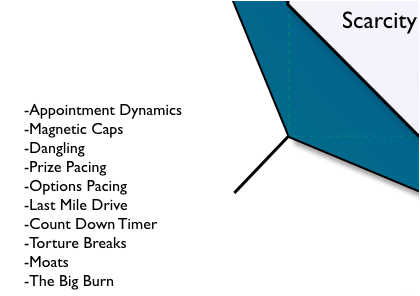 Scarcity
-Appointment Dynamics
-Magnetic Caps
-Dangling
-Prize Pacing
-Options Pacing
-Last Mile Drive
-Count Down Timer
-Torture Breaks
-Moats
-The Big Burn